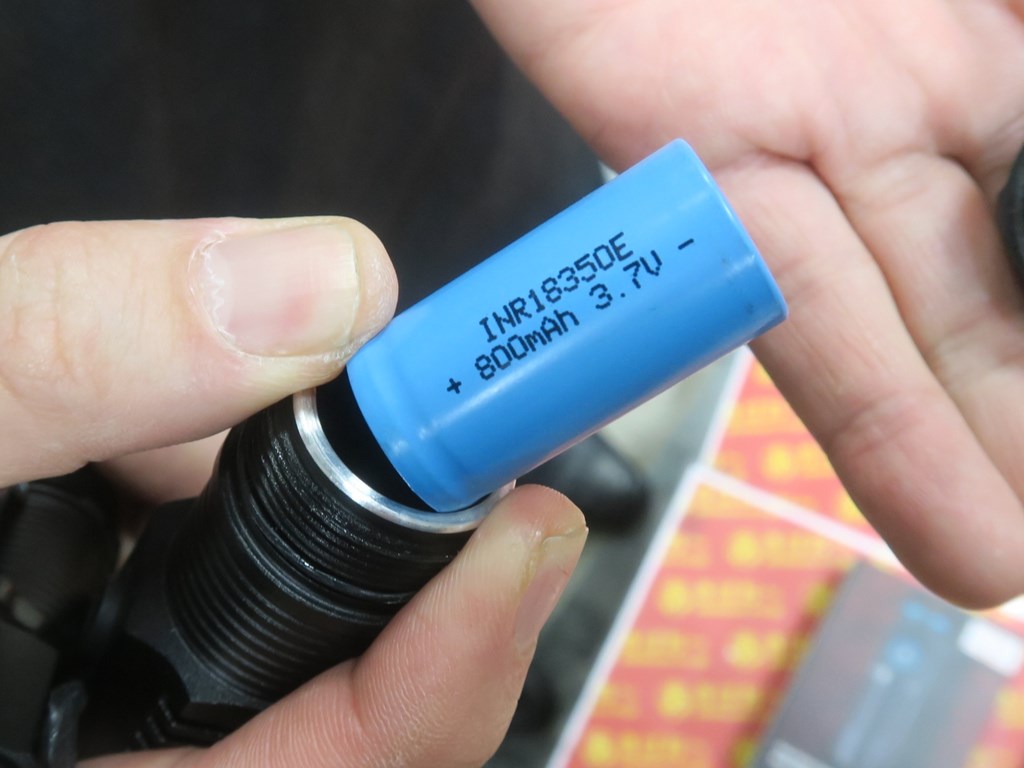 INR18350E
+ 800mAh 3.7V -